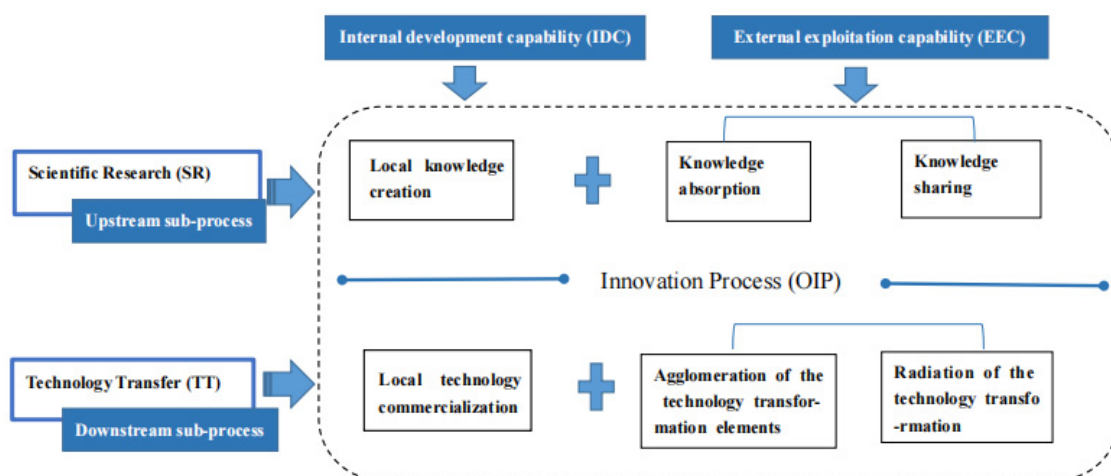 Internal development capability (IDC)
External exploitation capability (EEC)
Scientific Research (SR)
Upstream sub-process
Local knowledge
creation
Knowledge
absorption
Knowledge
sharing
Innovation Process (OIP)
Technology Transfer (TT)
Downstream sub-process
Local technology
commercialization
Agglomeration of the
technology transfor-
mation elements
Radiation of the
technology transfo
-rmation